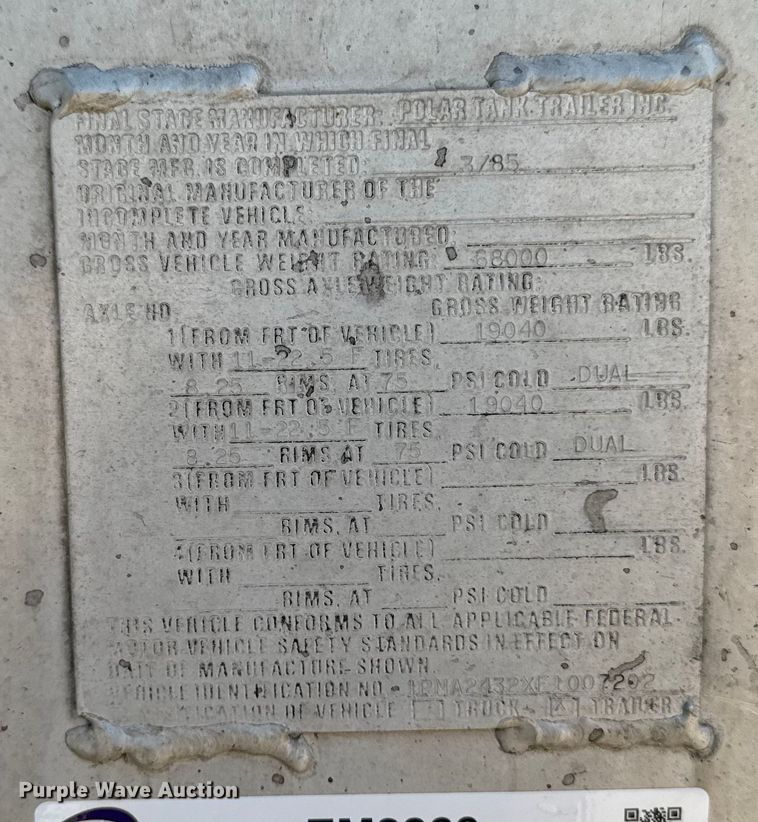 FINAL STAGE MANUFACTURER: POLAR TANK TRAILER INC.
MONTH AND YEAR IN WHICH FINAL
STAGE MFG. IS COMPLETED: 3/85
ORIGINAL MANUFACTURER OF THE
INCOMPLETE VEHICLE:
MONTH AND YEAR MANUFACTURED:
GROSS VEHICLE WEIGHT RATING: 68000 LBS.
GROSS AXLE WEIGHT RATING:
AXLE NO GROSS WEIGHT RATING
1(FROM FRT OF VEHICLE) 19040 LBS.
WITH 11-22.5 F TIRES.
8.25 RIMS, AT 75 PSI COLD DUAL
2(FROM FRT OF VEHICLE) 19040 LBS.
WITH 11-22.5 F TIRES.
8.25 RIMS AT 75 PSI COLD DUAL
3(FROM FRT OF VEHICLE) LBS.
WITH TIRES.
RIMS, AT PSI COLD
4(FROM FRT OF VEHICLE) LBS.
WITH TIRES.
RIMS, AT PSI COLD
THIS VEHICLE CONFORMS TO ALL APPLICABLE FEDERAL
MOTOR VEHICLE SAFETY STANDARDS IN EFFECT ON
DATE OF MANUFACTURE SHOWN.
VEHICLE IDENTIFICATION NO. 1PMA2432XF1007202
OF VEHICLE TRUCK X TRAILER
Purple Wave Auction